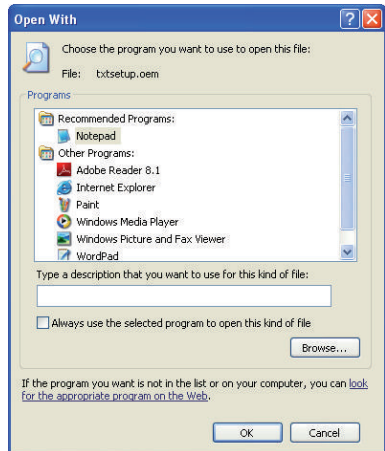 Open With
Choose the program you want to use to open this file:
File: txtsetup.oem
Programs
Recommended Programs:
Notepad
Other Programs:
Adobe Reader 8.1
Internet Explorer
Paint
Windows Media Player
Windows Picture and Fax Viewer
WordPad
Type a description that you want to use for this kind of file:
Always use the selected program to open this kind of file
Browse...
If the program you want is not in the list or on your computer, you can look
for the appropriate program on the Web.
OK Cancel